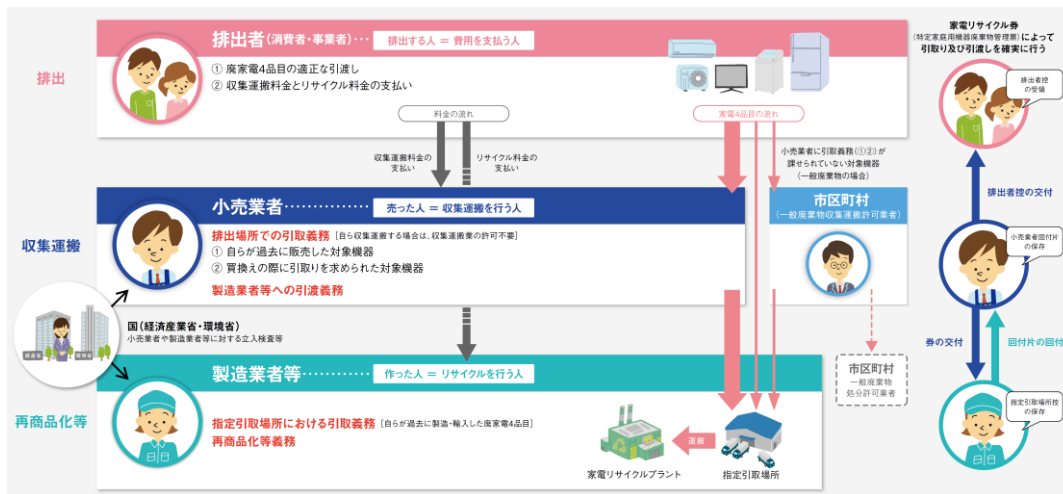 排出
排出者(消費者・事業者)…
排出する人 = 費用を支払う人
① 廃家電4品目の適正な引渡し
② 収集運搬料金とリサイクル料金の支払い
料金の流れ
家電4品目の流れ
収集運搬料金の
支払い
リサイクル料金の
支払い
小売業者に引取義務(①②)が
課せられていない対象機器
(一般廃棄物の場合)
収集運搬
小売業者……………
売った人 = 収集運搬を行う人
排出場所での引取義務 [自ら収集運搬する場合は、収集運搬業の許可不要]
① 自らが過去に販売した対象機器
② 買換えの際に引取りを求められた対象機器
製造業者等への引渡義務
市区町村
(一般廃棄物収集運搬許可業者)
経産省
環境省
国(経済産業省・環境省)
小売業者や製造業者等に対する立入検査等
市区町村
一般廃棄物
処分許可業者
再商品化等
製造業者等…………
作った人 = リサイクルを行う人
指定引取場所における引取義務 [自らが過去に製造・輸入した廃家電4品目]
再商品化等義務
家電リサイクルプラント
運搬
指定引取場所
家電リサイクル券
(特定家庭用機器廃棄物管理票)によって
引取り及び引渡しを確実に行う
排出者控
の受領
排出者控の交付
小売業者回付片
の保存
券の交付
回付片の回付
指定引取場所控
の保存